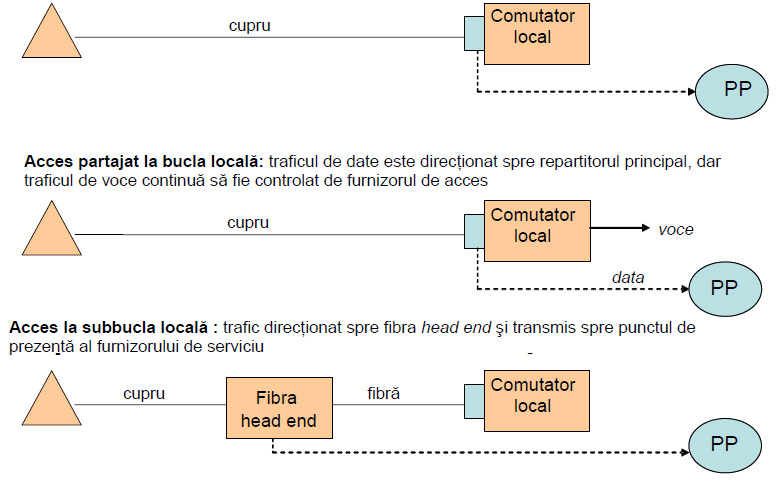 cupru
Comutator
local
PP
Acces partajat la bucla locală: traficul de date este direcționat spre repartitorul principal, dar
traficul de voce continuă să fie controlat de furnizorul de acces
cupru
Comutator
local
voce
data
PP
Acces la subbucla locală : trafic direcționat spre fibra head end şi transmis spre punctul de
prezență al furnizorului de serviciu
cupru
Fibra
head end
fibră
Comutator
local
PP